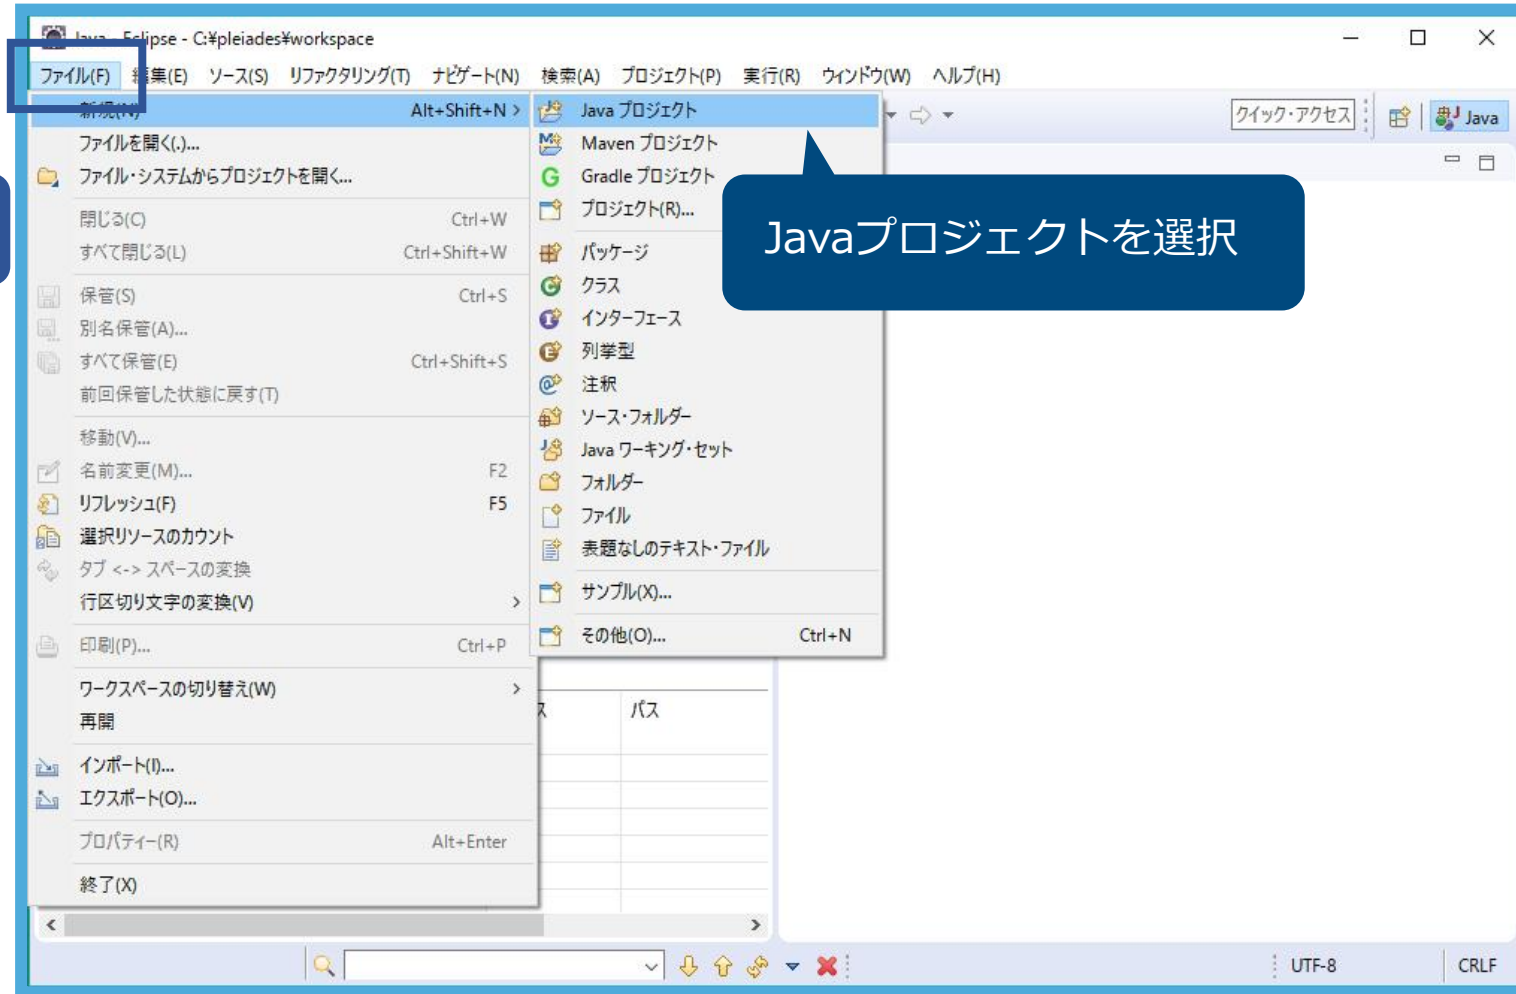 Java - Eclipse - C:¥pleiades¥workspace
ファイル(F) 編集(E) ソース(S) リファクタリング(T) ナビゲート(N) 検索(A) プロジェクト(P) 実行(R) ウィンドウ(W) ヘルプ(H)
クイック・アクセス
Java
新規(N) Alt+Shift+N >
ファイルを開く(.)...
ファイル・システムからプロジェクトを開く...
閉じる(C) Ctrl+W
すべて閉じる(L) Ctrl+Shift+W
保管(S) Ctrl+S
別名保管(A)...
すべて保管(E) Ctrl+Shift+S
前回保管した状態に戻す(T)
移動(V)...
名前変更(M)... F2
リフレッシュ(F) F5
選択リソースのカウント
タブ <-> スペースの変換
行区切り文字の変換(V) >
印刷(P)... Ctrl+P
ワークスペースの切り替え(W) >
再開
インポート(I)...
エクスポート(O)...
プロパティー(R) Alt+Enter
終了(X)
Java プロジェクト
Maven プロジェクト
Gradle プロジェクト
プロジェクト(R)...
パッケージ
クラス
インターフェース
列挙型
注釈
ソース・フォルダー
Java ワーキング・セット
フォルダー
ファイル
表題なしのテキスト・ファイル
サンプル(X)...
その他(O)... Ctrl+N
Javaプロジェクトを選択
ス パス
UTF-8 CRLF